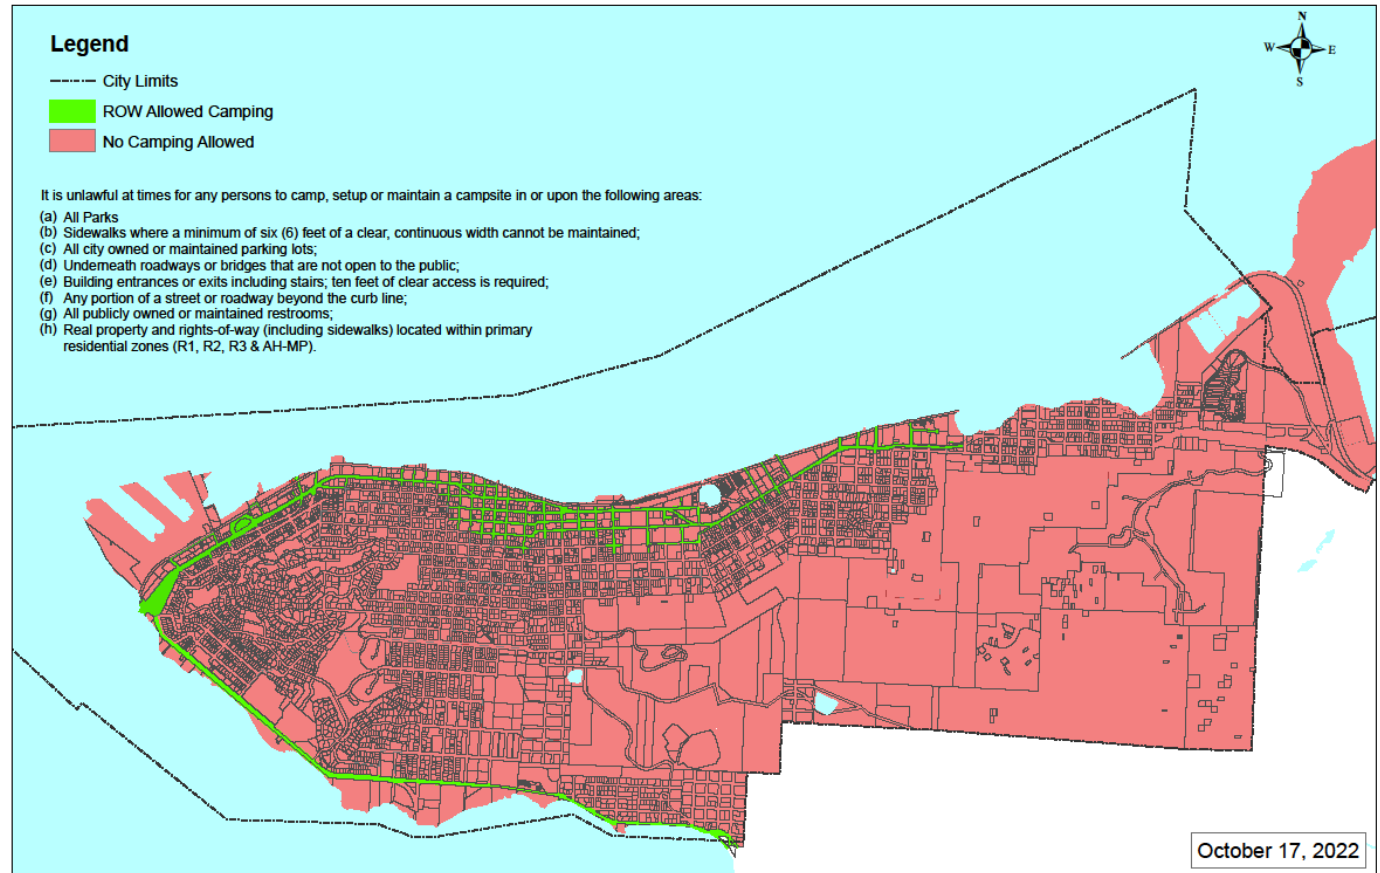 Legend
City Limits
ROW Allowed Camping
No Camping Allowed
N
W E
S
It is unlawful at times for any persons to camp, setup or maintain a campsite in or upon the following areas:
(a) All Parks
(b) Sidewalks where a minimum of six (6) feet of a clear, continuous width cannot be maintained;
(c) All city owned or maintained parking lots;
(d) Underneath roadways or bridges that are not open to the public;
(e) Building entrances or exits including stairs; ten feet of clear access is required;
(f) Any portion of a street or roadway beyond the curb line;
(g) All publicly owned or maintained restrooms;
(h) Real property and rights-of-way (including sidewalks) located within primary
residential zones (R1, R2, R3 & AH-MP).
October 17, 2022